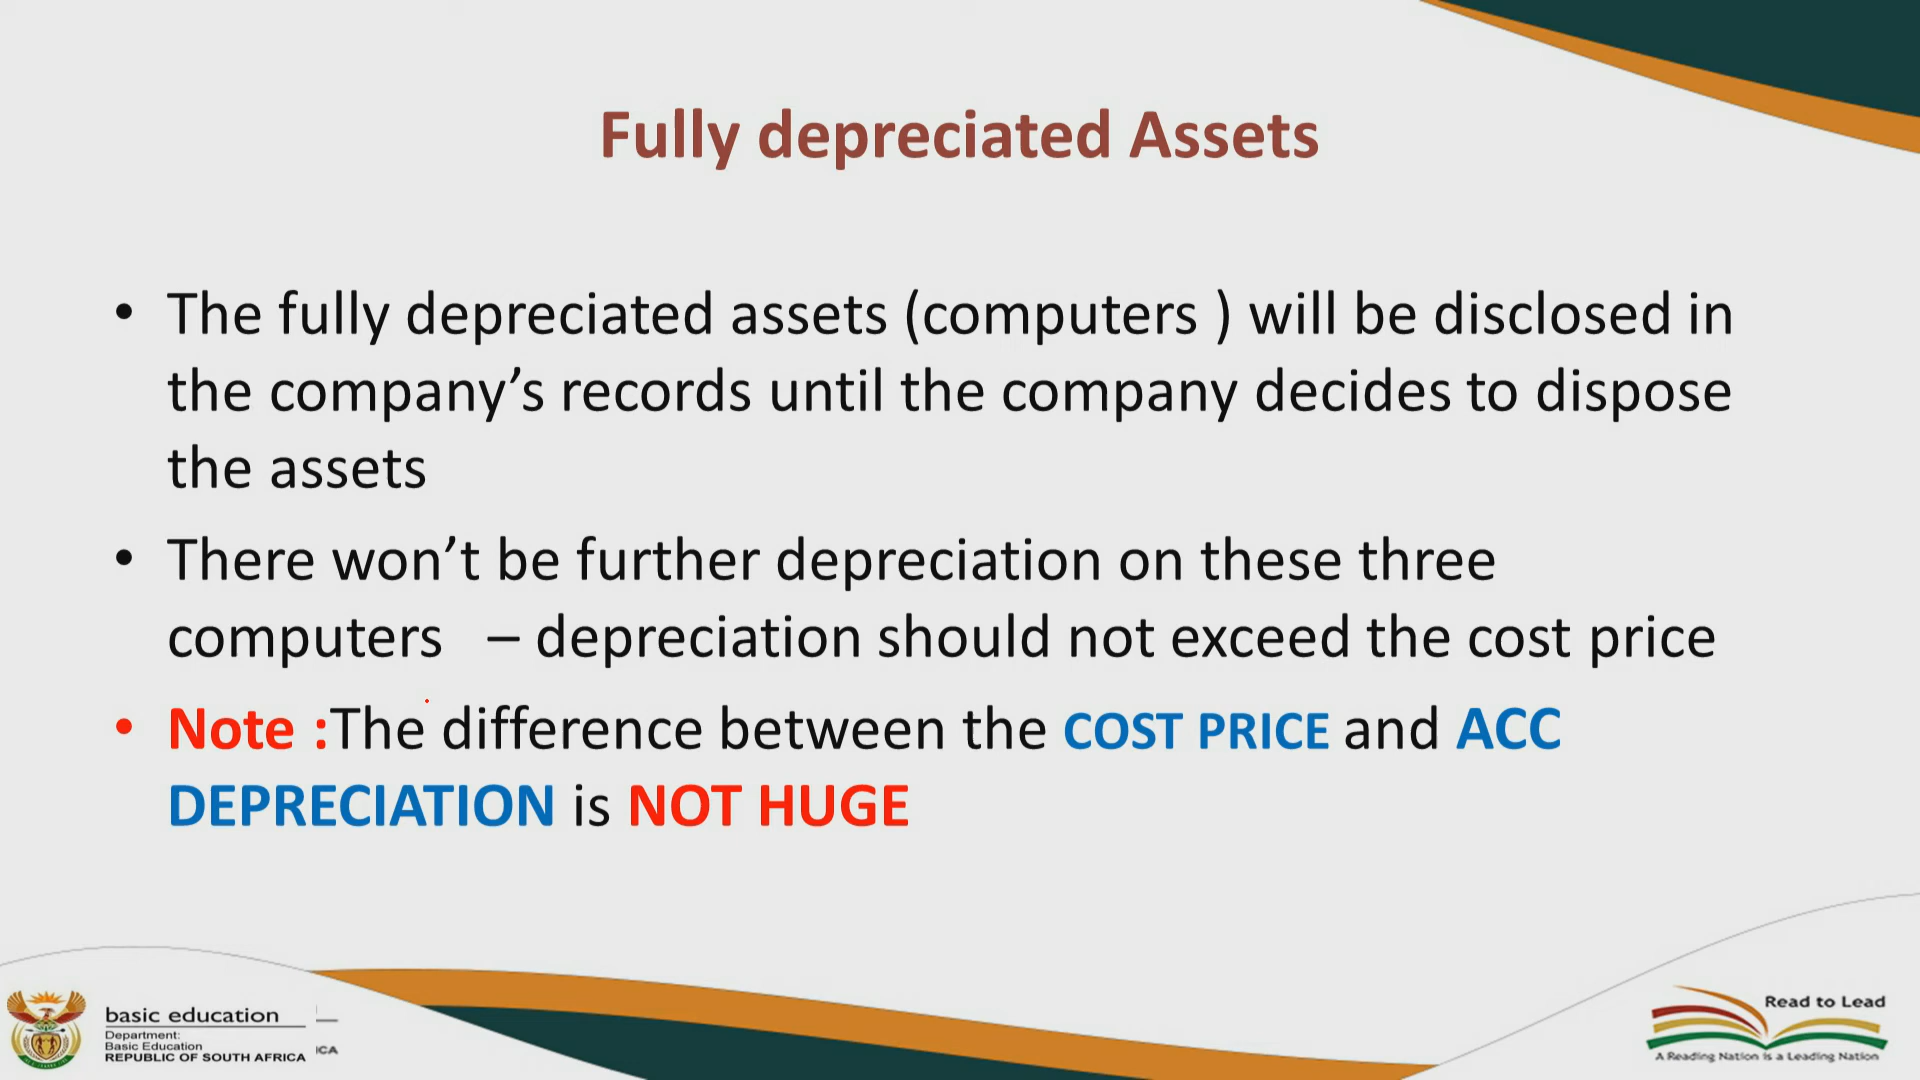 Fully depreciated Assets
• The fully depreciated assets (computers ) will be disclosed in
the company’s records until the company decides to dispose
the assets
• There won’t be further depreciation on these three
computers – depreciation should not exceed the cost price
• Note :The difference between the COST PRICE and ACC
DEPRECIATION is NOT HUGE
basic education
Department:
Basic Education
REPUBLIC OF SOUTH AFRICA
ICA
Read to Lead
A Reading Nation is a Leading Nation